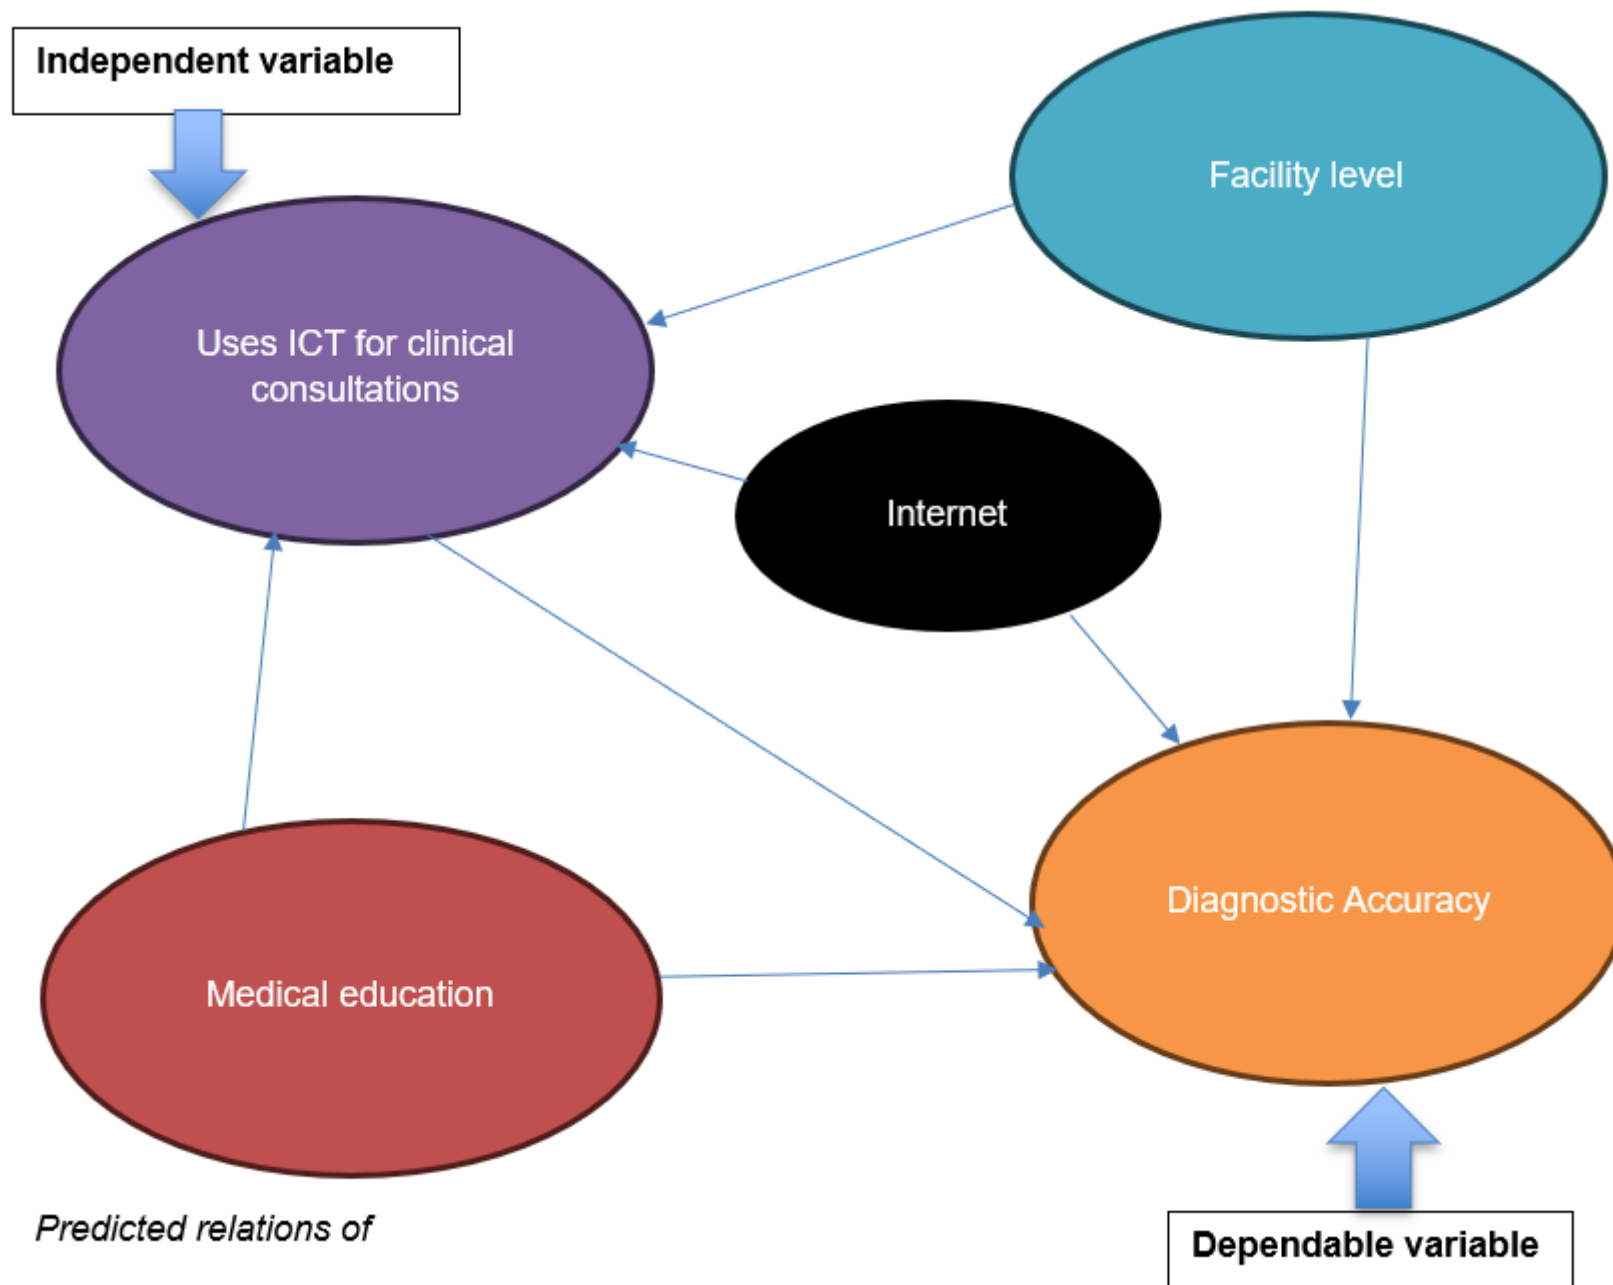 Independent variable
Facility level
Uses ICT for clinical
consultations
Internet
Diagnostic Accuracy
Medical education
Predicted relations of
Dependable variable